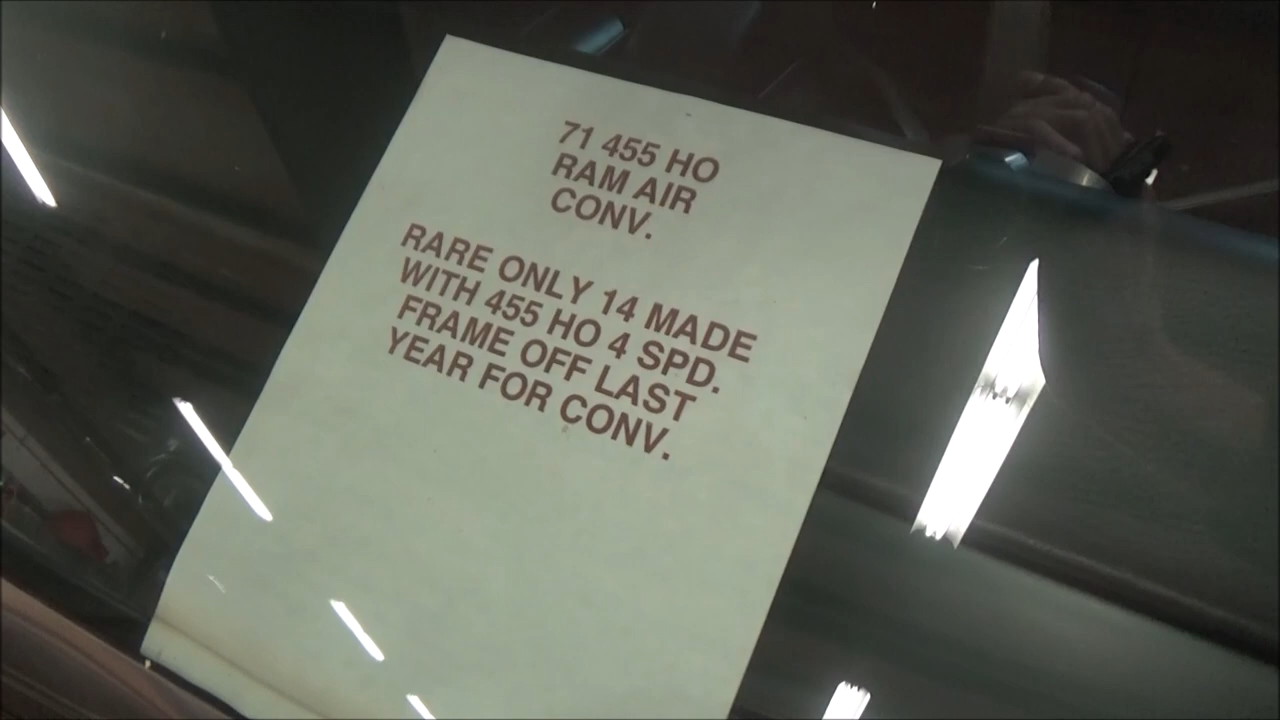 71 455 HO
RAM AIR
CONV.
RARE ONLY 14 MADE
WITH 455 HO 4 SPD.
FRAME OFF LAST
YEAR FOR CONV.